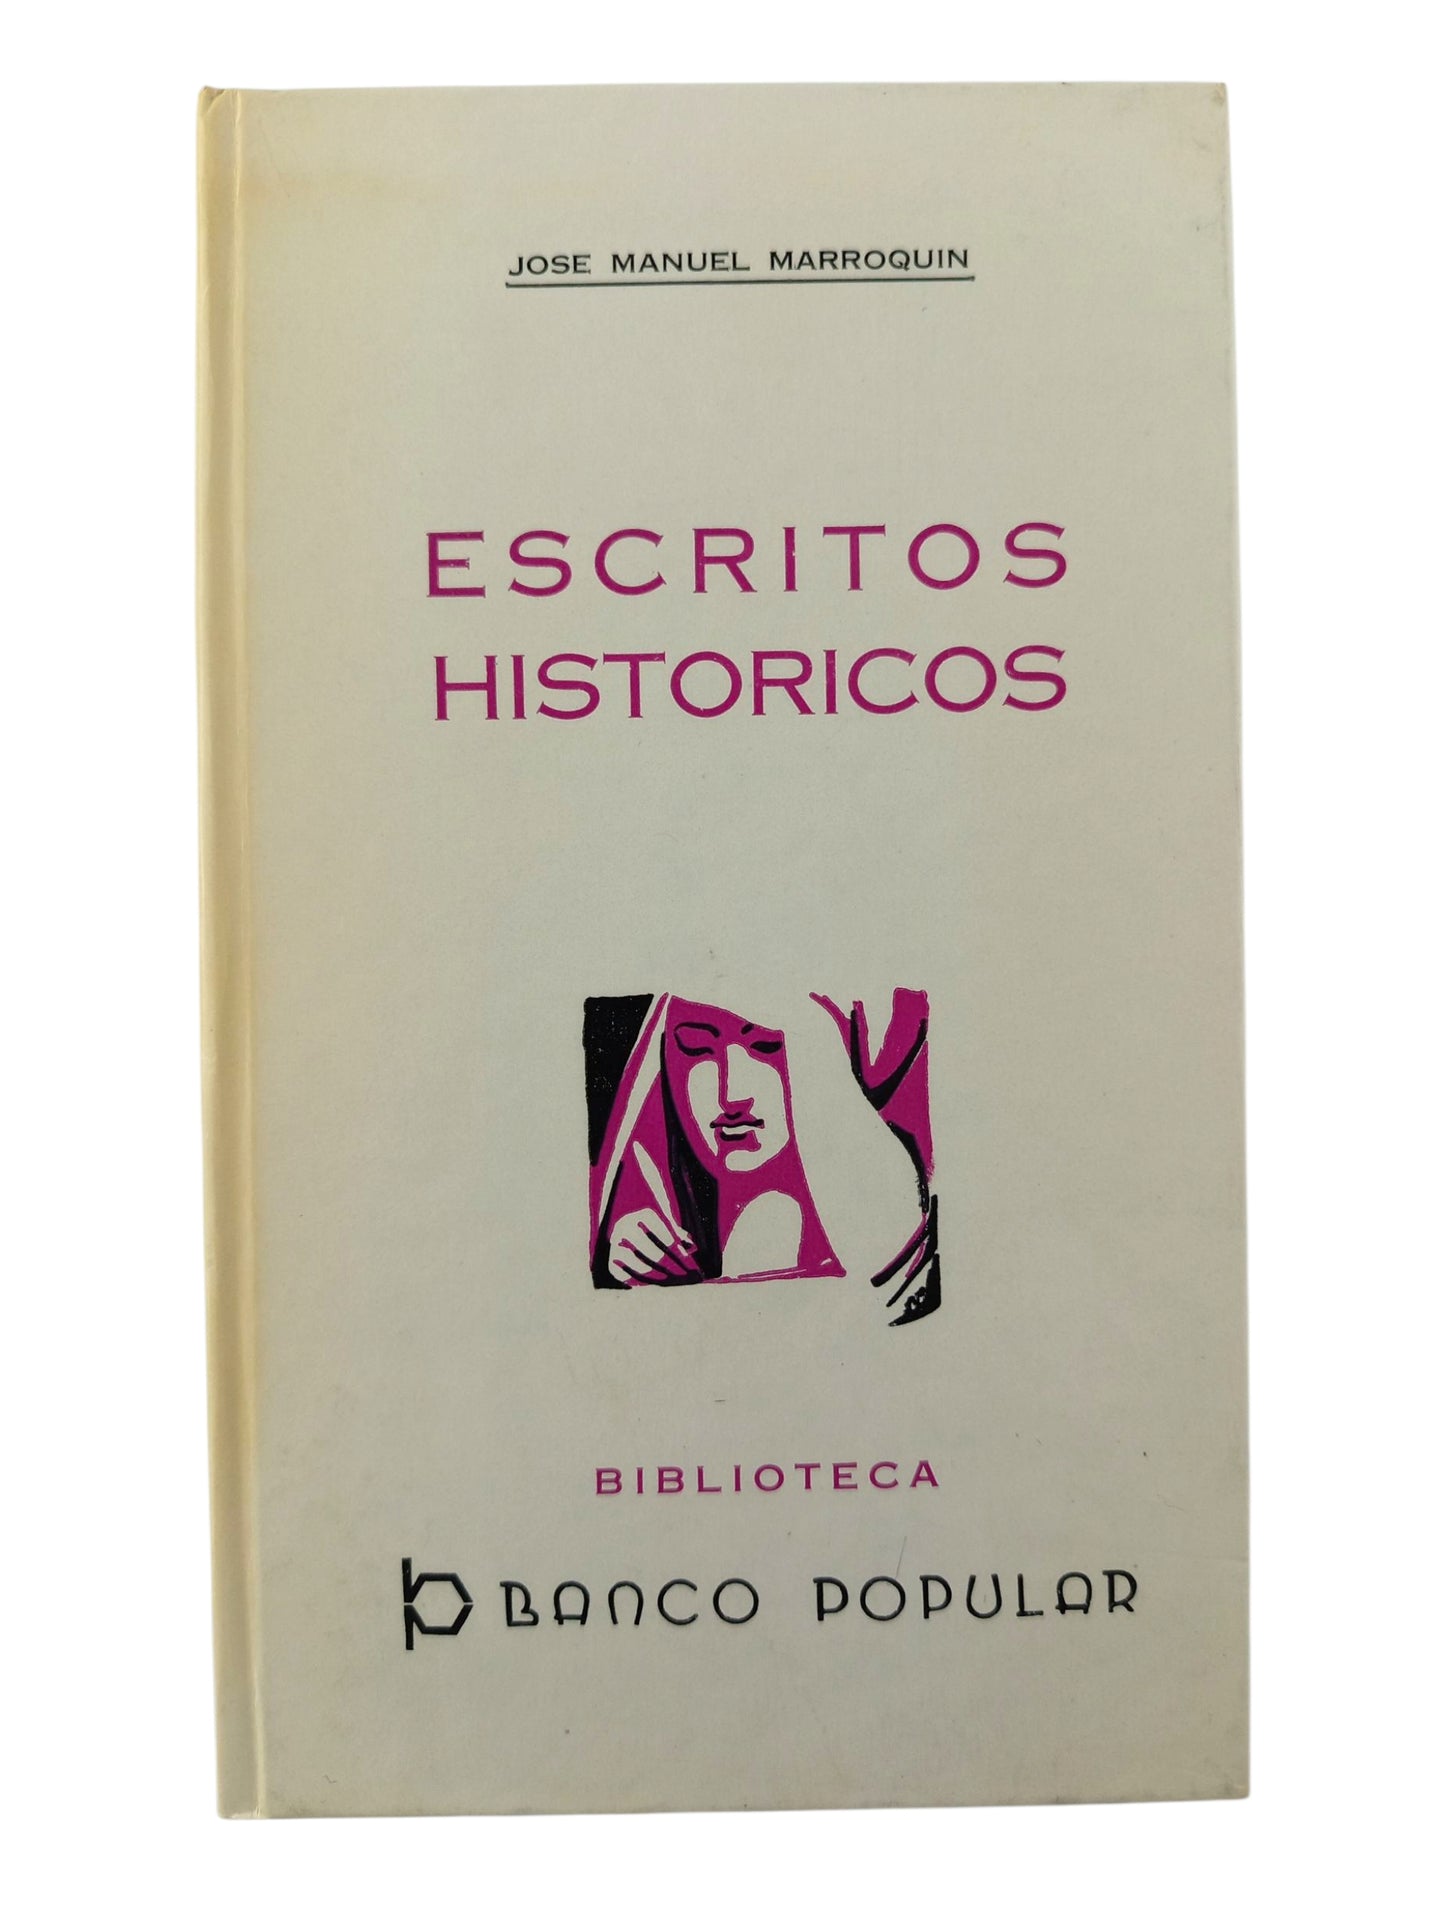 JOSE MANUEL MARROQUIN
ESCRITOS
HISTORICOS
BIBLIOTECA
BANCO POPULAR